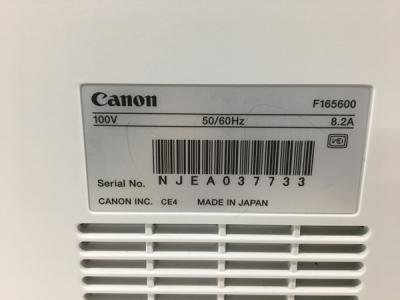 Canon F165600
100V 50/60Hz 8.2A
Serial No. NJEA037733
CANON INC. CE4 MADE IN JAPAN